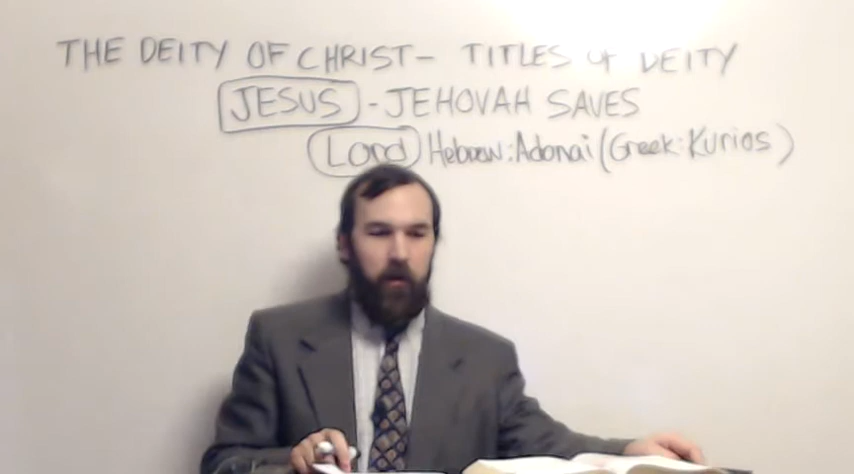 THE DEITY OF CHRIST- TITLES OF DEITY
JESUS - JEHOVAH SAVES
Lord Hebrew: Adonai (Greek: Kurios)